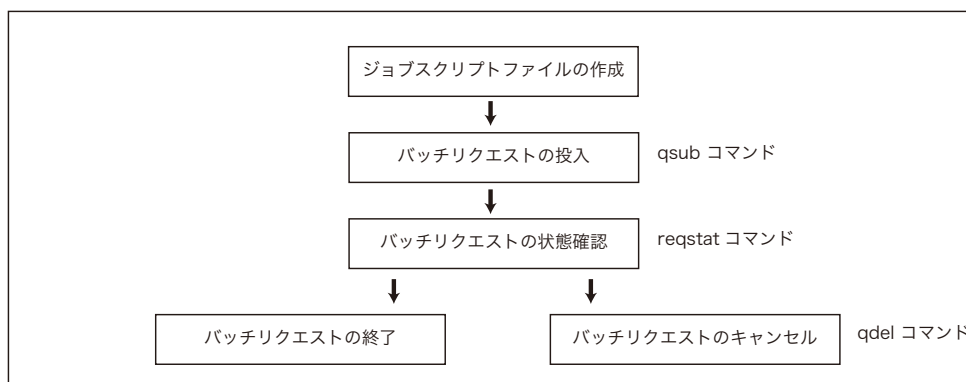 ジョブスクリプトファイルの作成
バッチリクエストの投入
qsub コマンド
バッチリクエストの状態確認
reqstat コマンド
バッチリクエストの終了
バッチリクエストのキャンセル
qdel コマンド